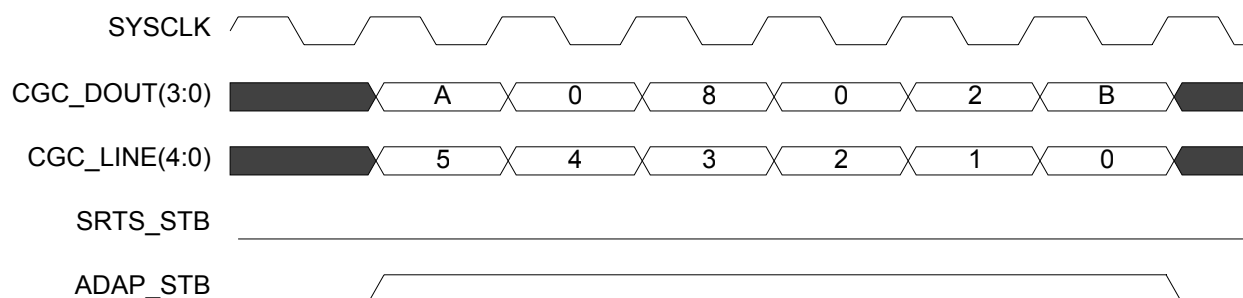 SYSCLK
CGC_DOUT(3:0) A 0 8 0 2 B
CGC_LINE(4:0) 5 4 3 2 1 0
SRTS_STB
ADAP_STB